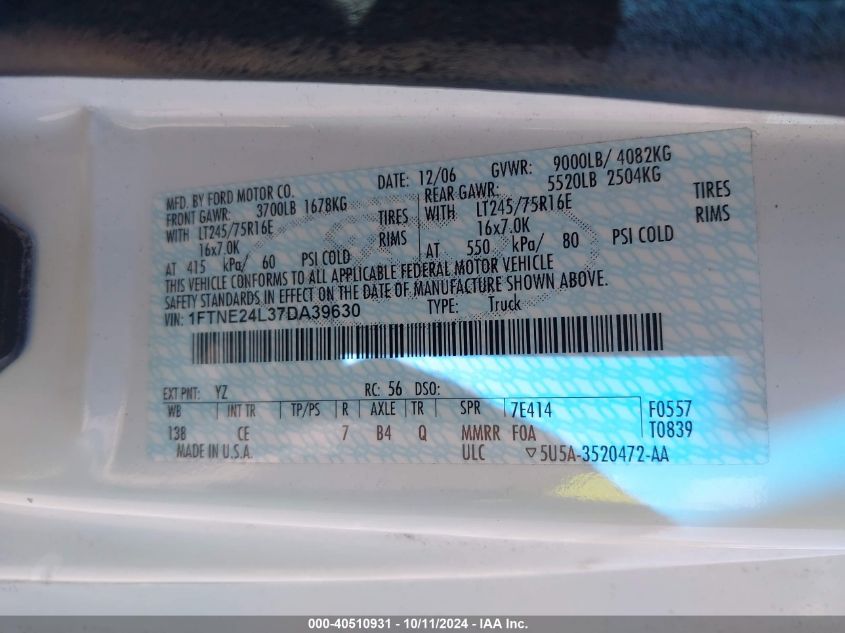 MFD. BY FORD MOTOR CO.
DATE: 12/06 GVWR: 9000LB/ 4082KG
FRONT GAWR: 3700LB 1678KG
REAR GAWR: 5520LB 2504KG
WITH LT245/75R16E TIRES
WITH LT245/75R16E TIRES
16x7.0K RIMS
16x7.0K RIMS
AT 415 kPa/ 60 PSI COLD
AT 550 kPa/ 80 PSI COLD
THIS VEHICLE CONFORMS TO ALL APPLICABLE FEDERAL MOTOR VEHICLE
SAFETY STANDARDS IN EFFECT ON THE DATE OF MANUFACTURE SHOWN ABOVE.
VIN: 1FTNE24L37DA39630 TYPE: Truck
EXT PNT: YZ RC: 56 DSO:
WB INT TR TP/PS R AXLE TR SPR 7E414 F0557
138 CE 7 B4 Q MMRR FOA T0839
MADE IN U.S.A. ULC ▽5U5A-3520472-AA
000-40510931 - 10/11/2024 - IAA Inc.